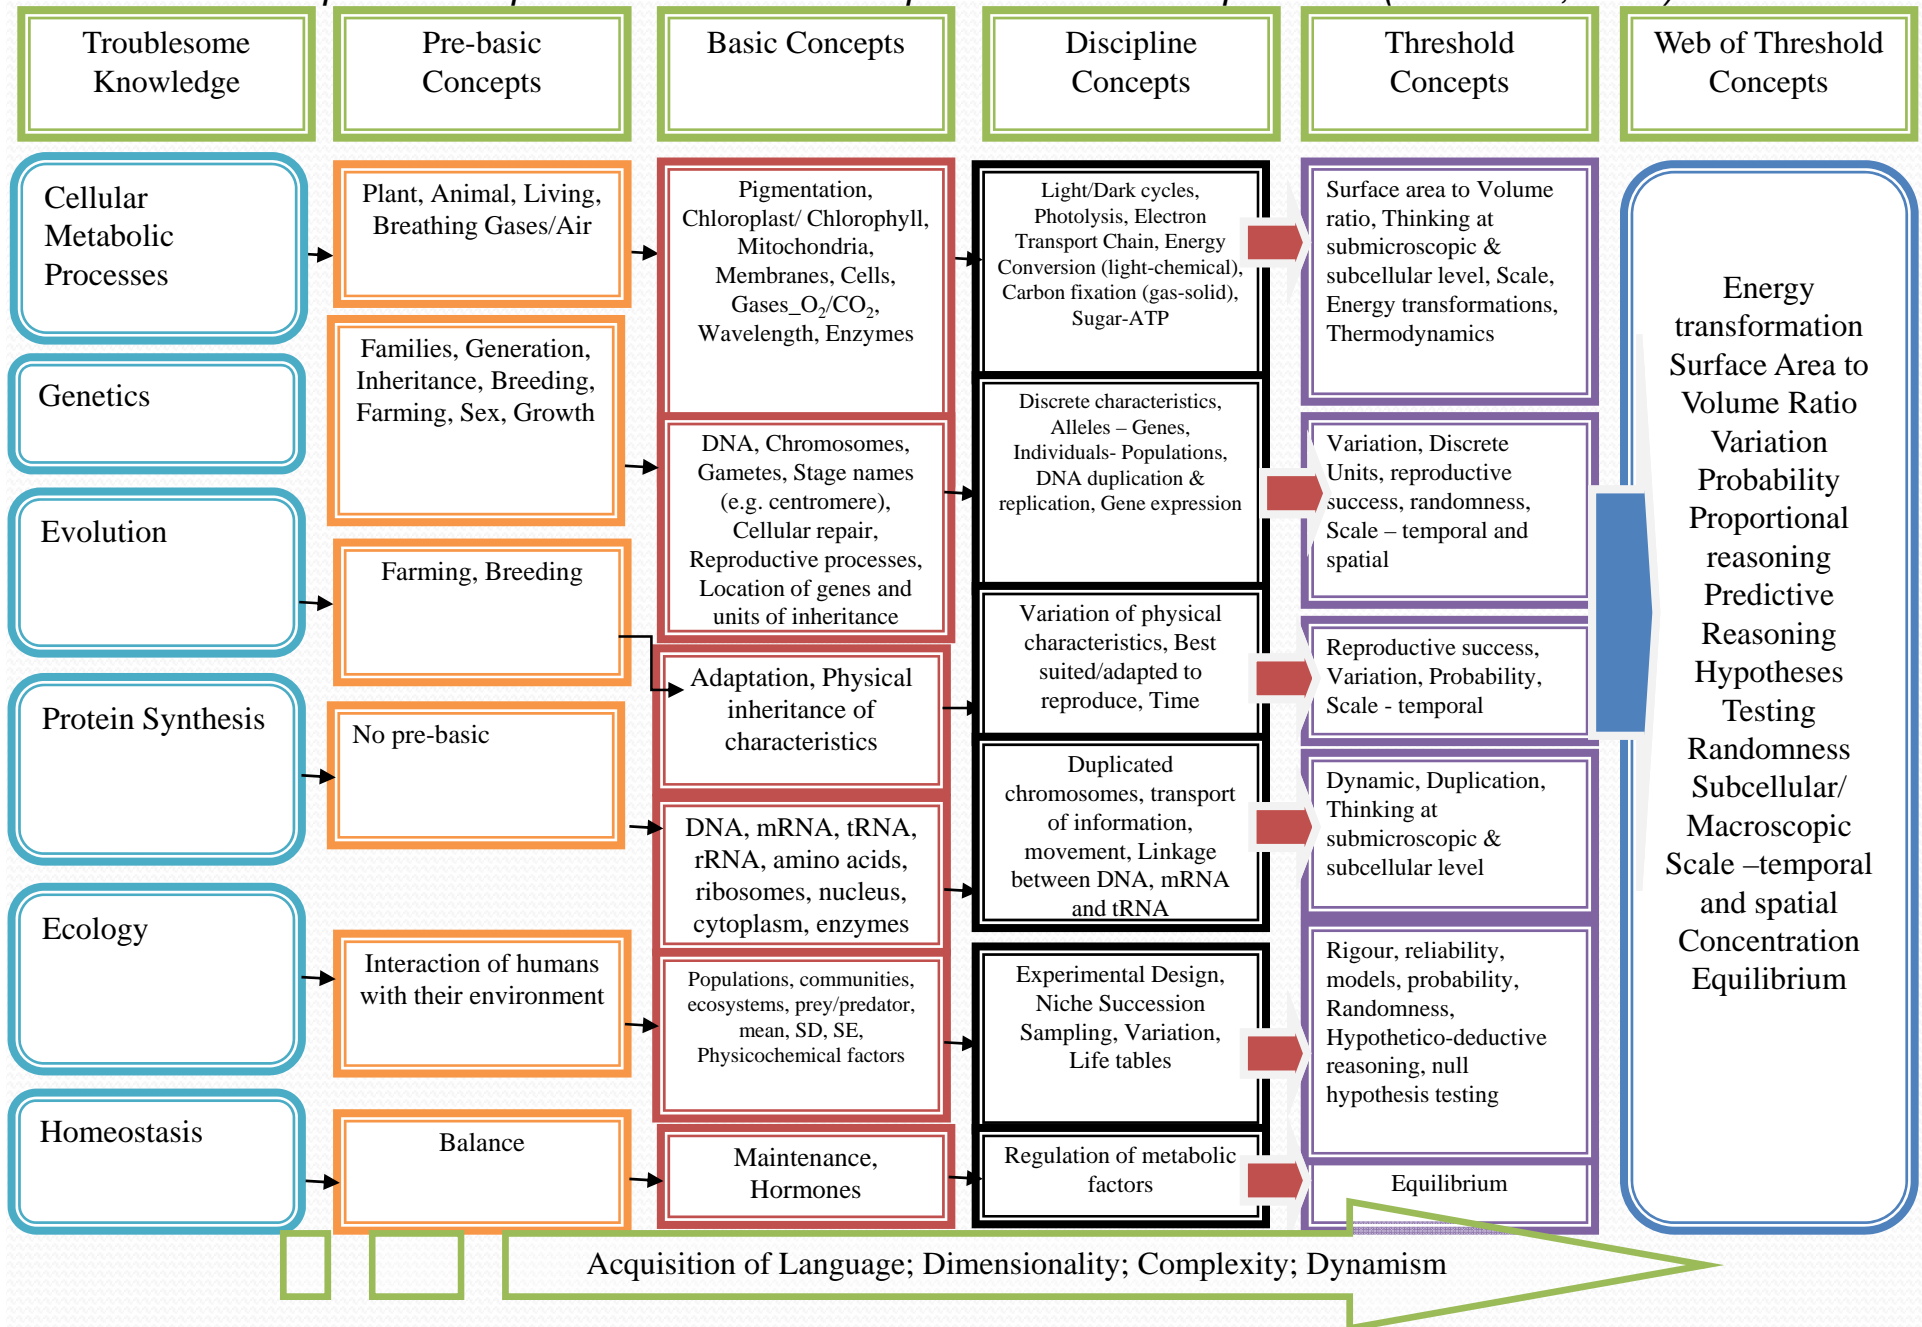 Troublesome
Knowledge
Pre-basic
Concepts
Basic Concepts
Discipline
Concepts
Threshold
Concepts
Web of Threshold
Concepts
Cellular
Metabolic
Processes
Plant, Animal, Living,
Breathing Gases/Air
Pigmentation,
Chloroplast/ Chlorophyll,
Mitochondria,
Membranes, Cells,
Gases_O₂/CO₂,
Wavelength, Enzymes
Light/Dark cycles,
Photolysis, Electron
Transport Chain, Energy
Conversion (light-chemical),
Carbon fixation (gas-solid),
Sugar-ATP
Surface area to Volume
ratio, Thinking at
submicroscopic &
subcellular level, Scale,
Energy transformations,
Thermodynamics
Genetics
Families, Generation,
Inheritance, Breeding,
Farming, Sex, Growth
DNA, Chromosomes,
Gametes, Stage names
(e.g. centromere),
Cellular repair,
Reproductive processes,
Location of genes and
units of inheritance
Discrete characteristics,
Alleles – Genes,
Individuals- Populations,
DNA duplication &
replication, Gene expression
Variation, Discrete
Units, reproductive
success, randomness,
Scale – temporal and
spatial
Evolution
Farming, Breeding
Adaptation, Physical
inheritance of
characteristics
Variation of physical
characteristics, Best
suited/adapted to
reproduce, Time
Reproductive success,
Variation, Probability,
Scale - temporal
Protein Synthesis
No pre-basic
DNA, mRNA, tRNA,
rRNA, amino acids,
ribosomes, nucleus,
cytoplasm, enzymes
Duplicated
chromosomes, transport
of information,
movement, Linkage
between DNA, mRNA
and tRNA
Dynamic, Duplication,
Thinking at
submicroscopic &
subcellular level
Ecology
Interaction of humans
with their environment
Populations, communities,
ecosystems, prey/predator,
mean, SD, SE,
Physicochemical factors
Experimental Design,
Niche Succession
Sampling, Variation,
Life tables
Rigour, reliability,
models, probability,
Randomness,
Hypothetico-deductive
reasoning, null
hypothesis testing
Homeostasis
Balance
Maintenance,
Hormones
Regulation of metabolic
factors
Equilibrium
Energy
transformation
Surface Area to
Volume Ratio
Variation
Probability
Proportional
reasoning
Predictive
Reasoning
Hypotheses
Testing
Randomness
Subcellular/
Macroscopic
Scale –temporal
and spatial
Concentration
Equilibrium
Acquisition of Language; Dimensionality; Complexity; Dynamism